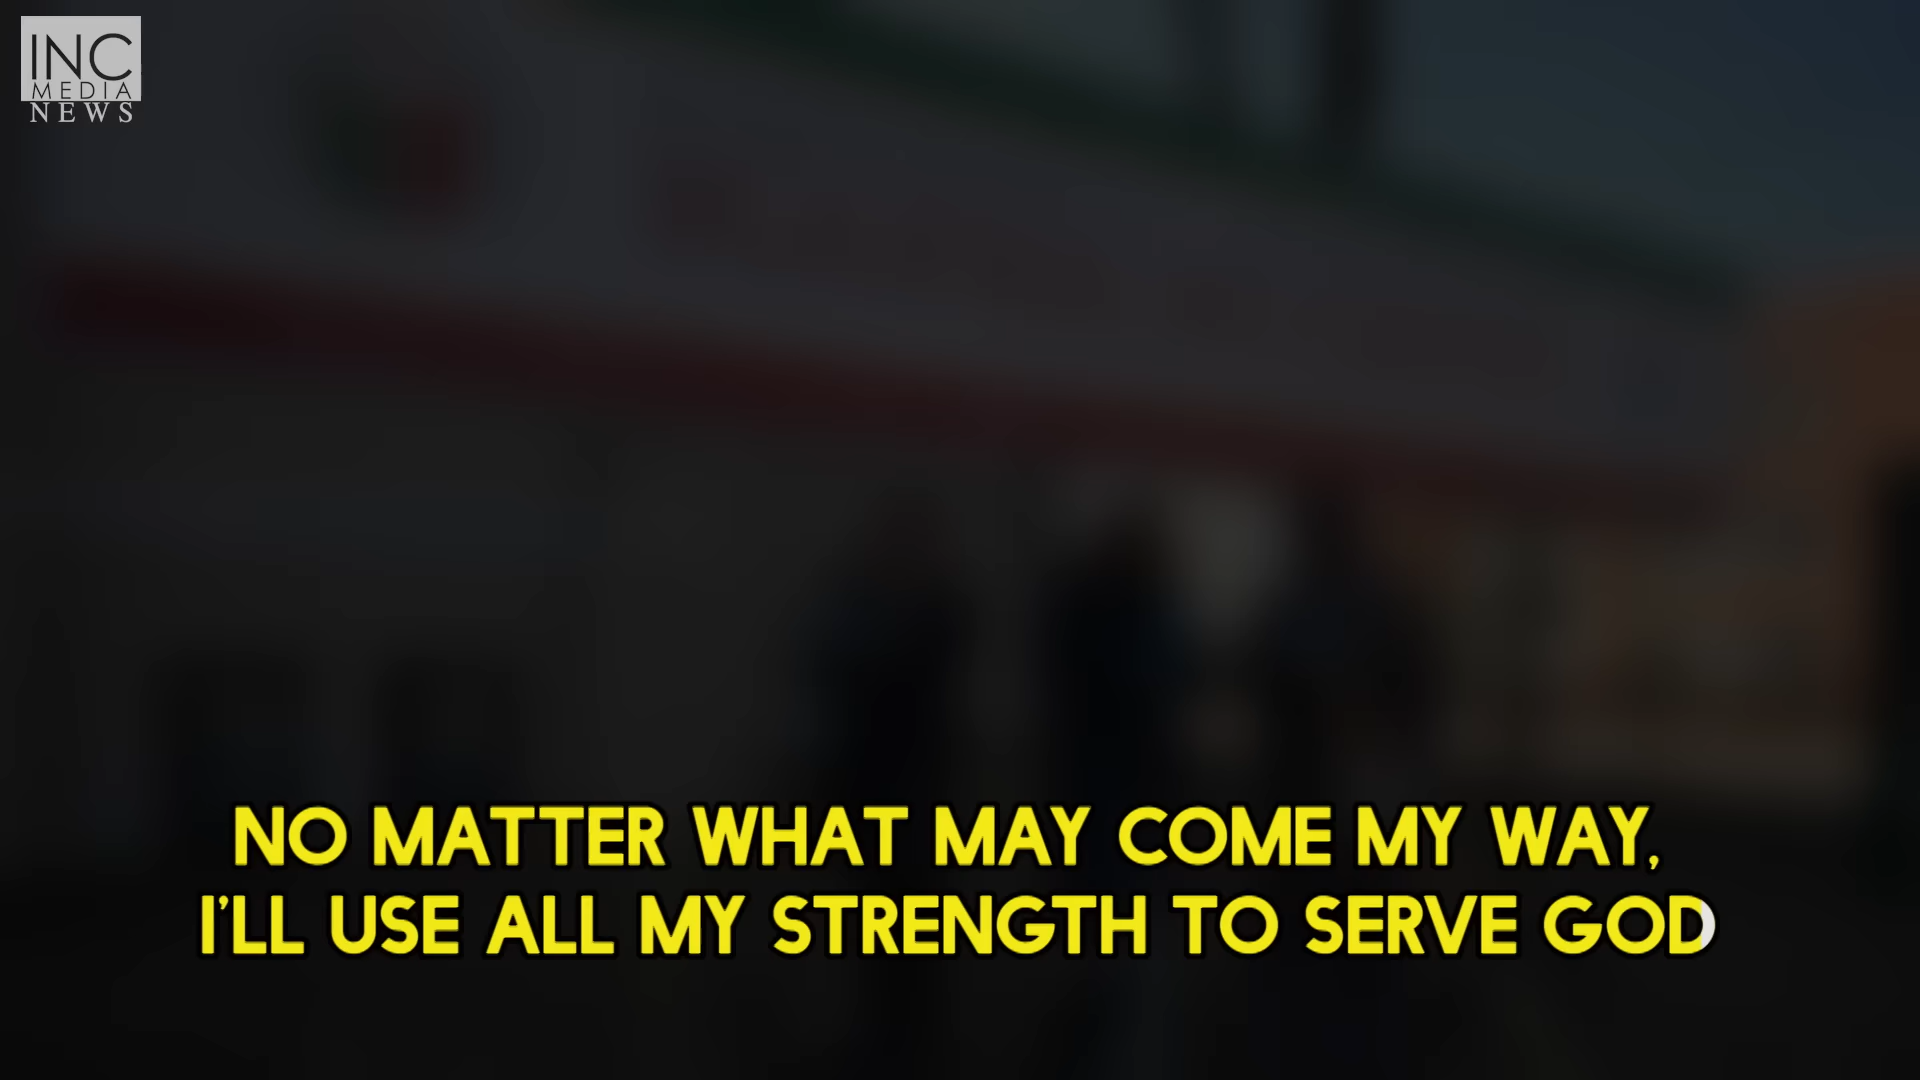 INC
MEDIA
NEWS
NO MATTER WHAT MAY COME MY WAY,
I'LL USE ALL MY STRENGTH TO SERVE GOD